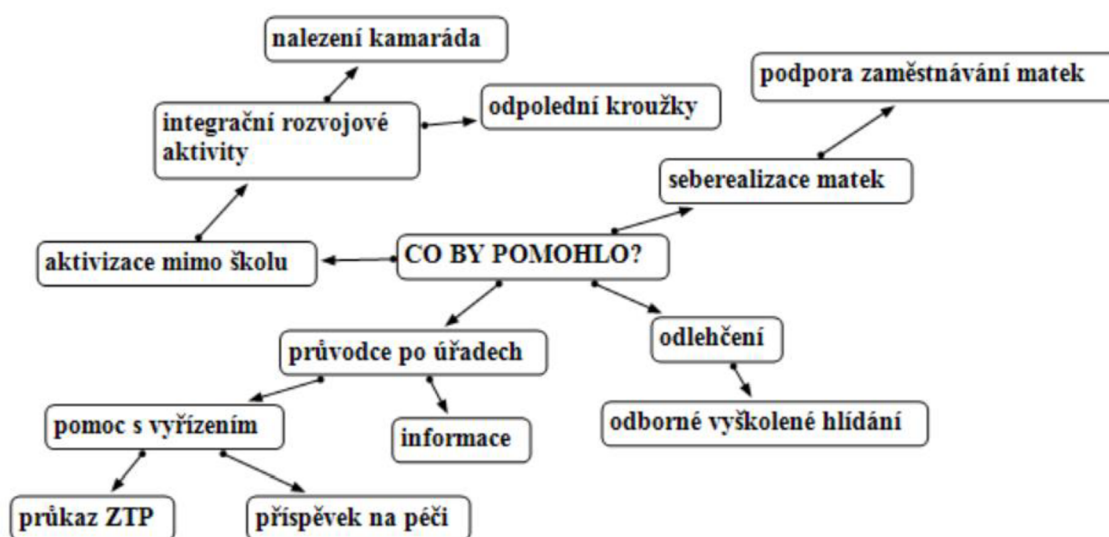 nalezení kamaráda
podpora zaměstnávání matek
integrační rozvojové
aktivity
odpolední kroužky
seberealizace matek
aktivizace mimo školu
CO BY POMOHLO?
průvodce po úřadech
odlehčení
pomoc s vyřízením
informace
odborné vyškolené hlídání
průkaz ZTP
příspěvek na péči